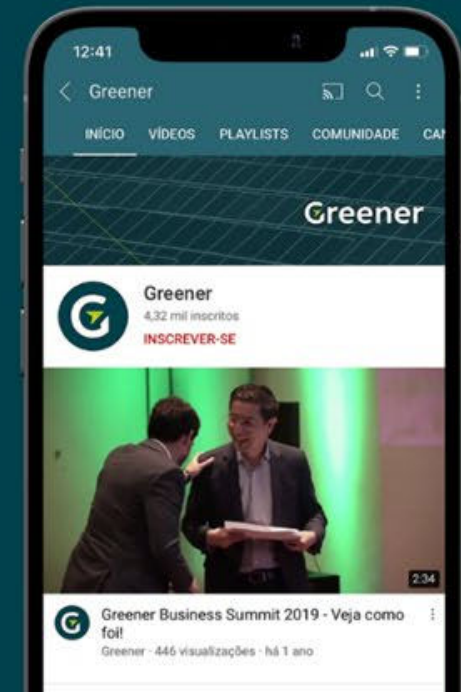 12:41
Greener
INÍCIO VÍDEOS PLAYLISTS COMUNIDADE CAN
Greener
Greener
4,32 mil inscritos
INSCREVER-SE
2:34
Greener Business Summit 2019 - Veja como
foi!
Greener · 446 visualizações · há 1 ano